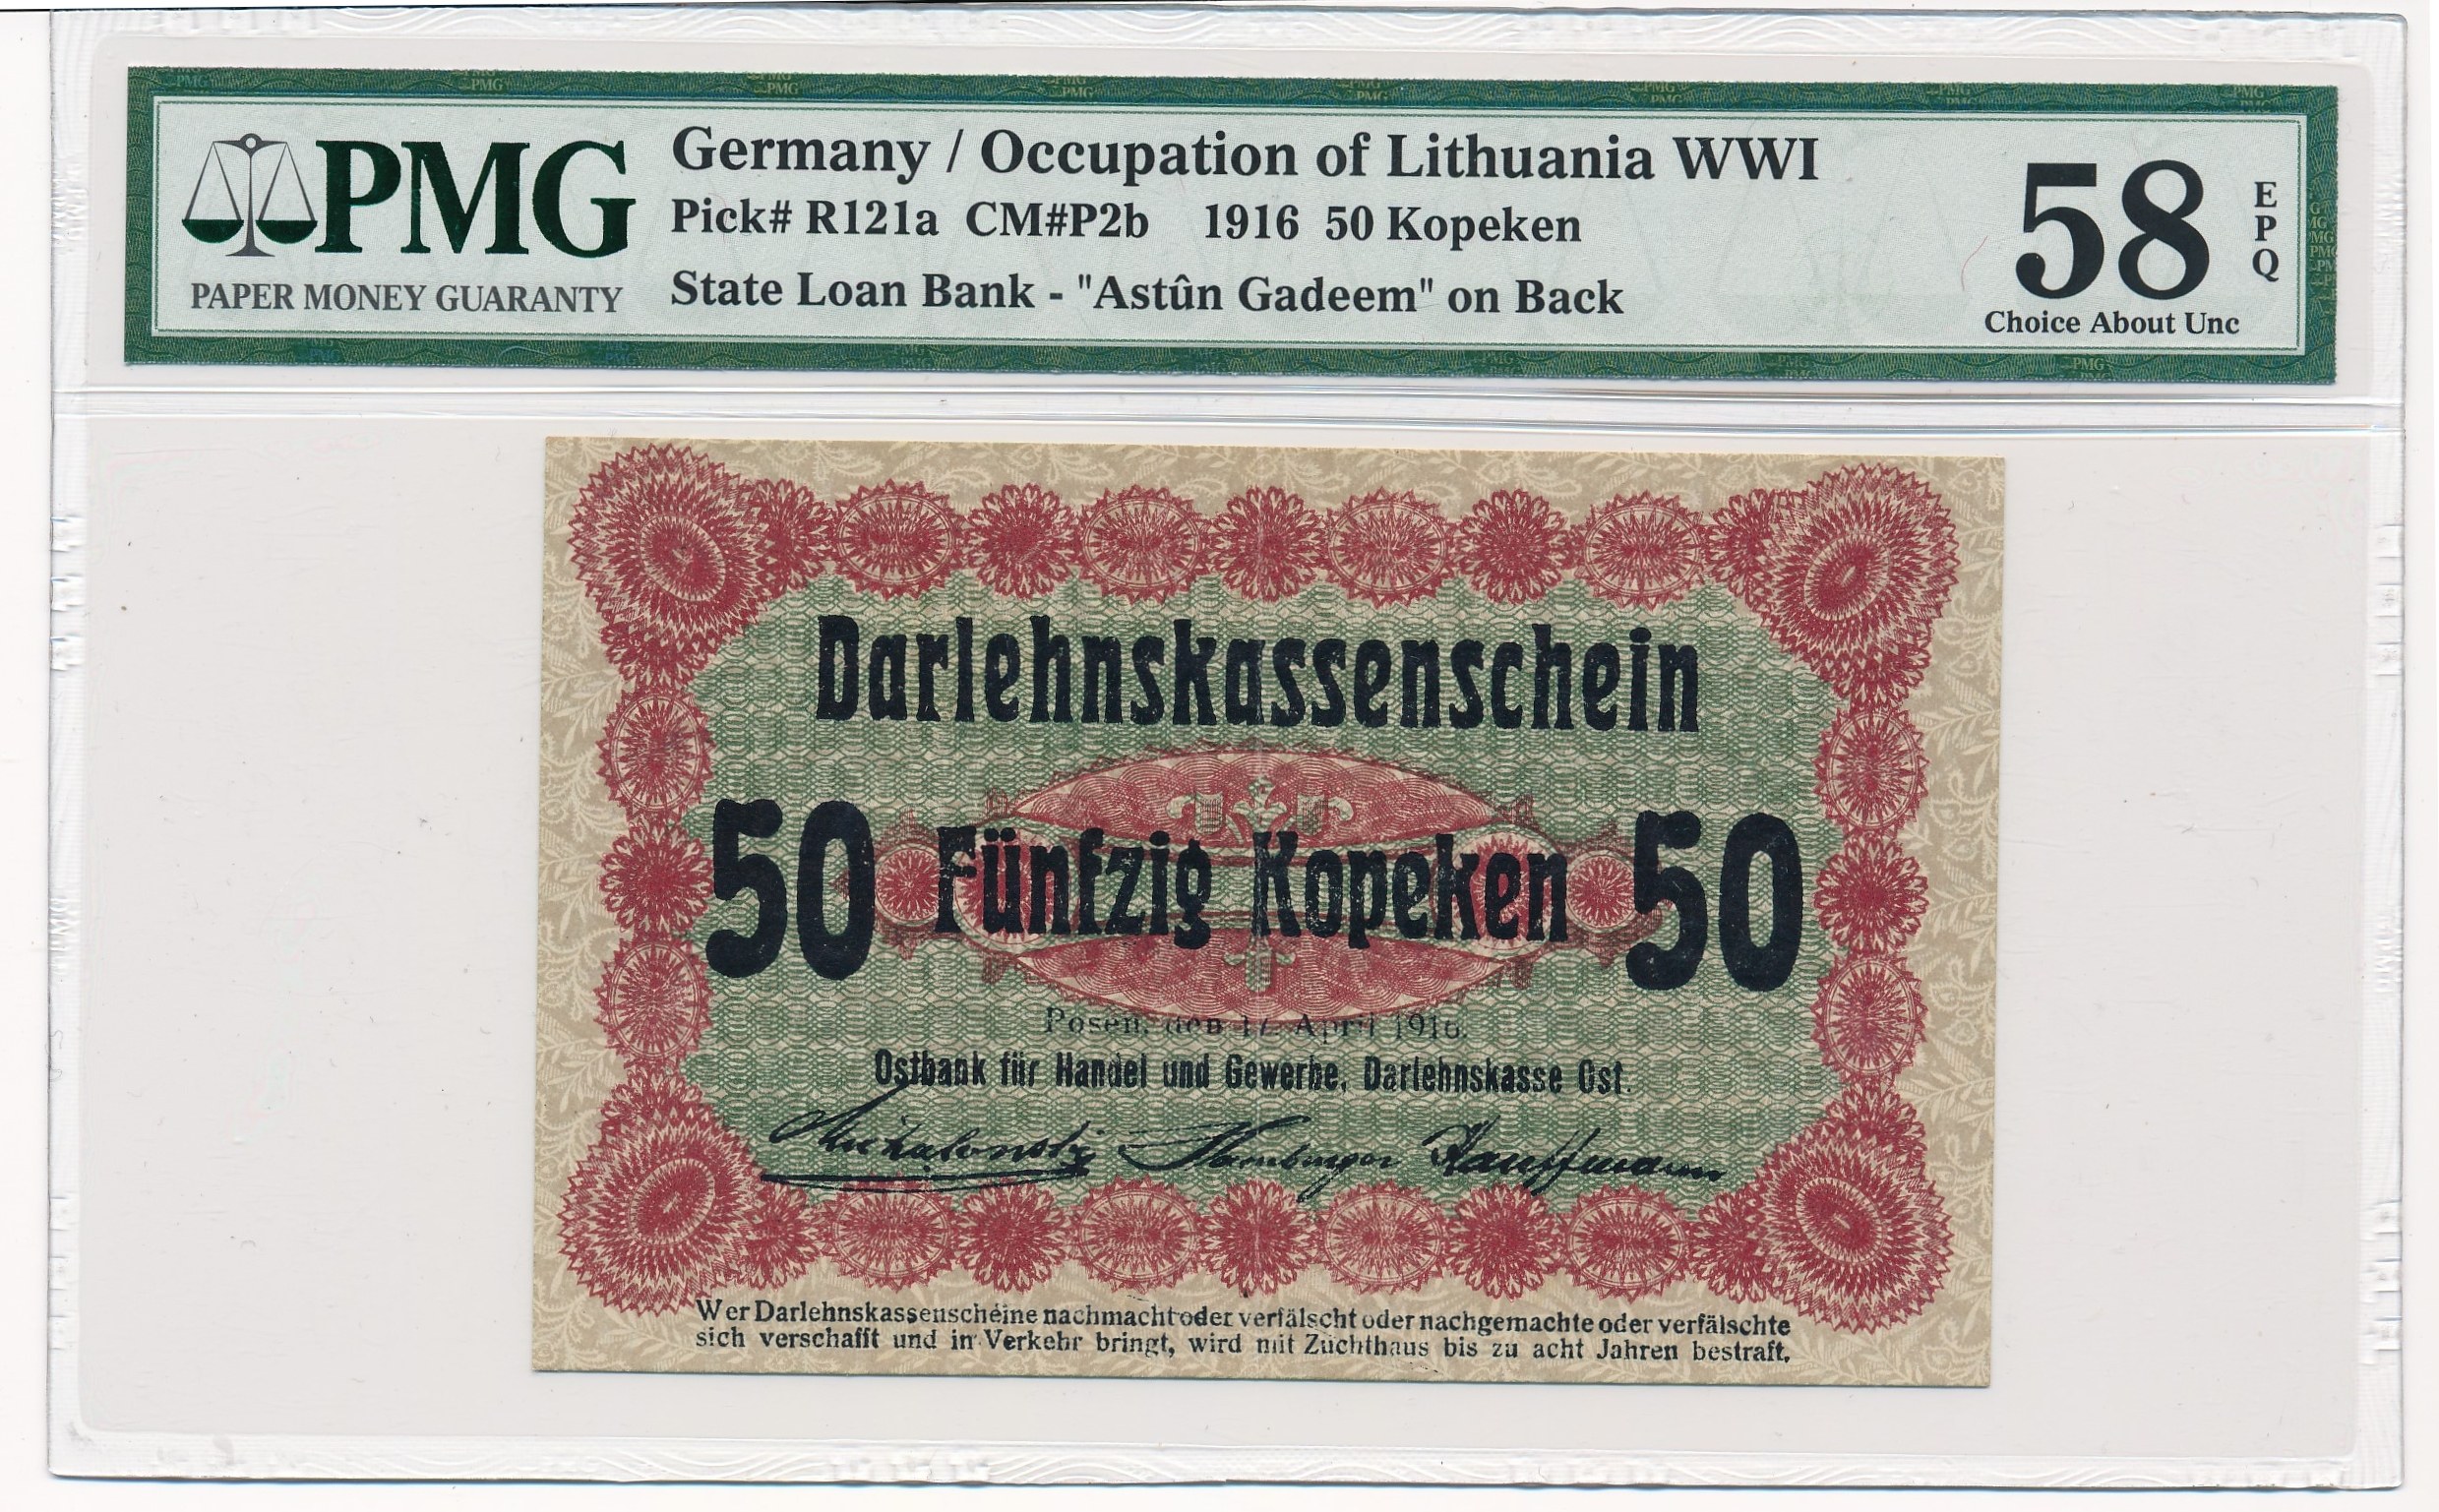 PMG
PAPER MONEY GUARANTY
Germany / Occupation of Lithuania WWI
Pick# R121a CM#P2b 1916 50 Kopeken
State Loan Bank - "Astûn Gadeem" on Back
58
EPQ
Choice About Unc
Darlehnskassenschein
50 Fünfzig Kopeken 50
Posen, den 17. April 1916.
Ostbank für Handel und Gewerbe, Darlehnskasse Ost.
Kauffmann
Wer Darlehnskassenscheine nachmacht oder verfälscht oder nachgemachte oder verfälschte
sich verschafft und in Verkehr bringt, wird mit Zuchthaus bis zu acht Jahren bestraft.